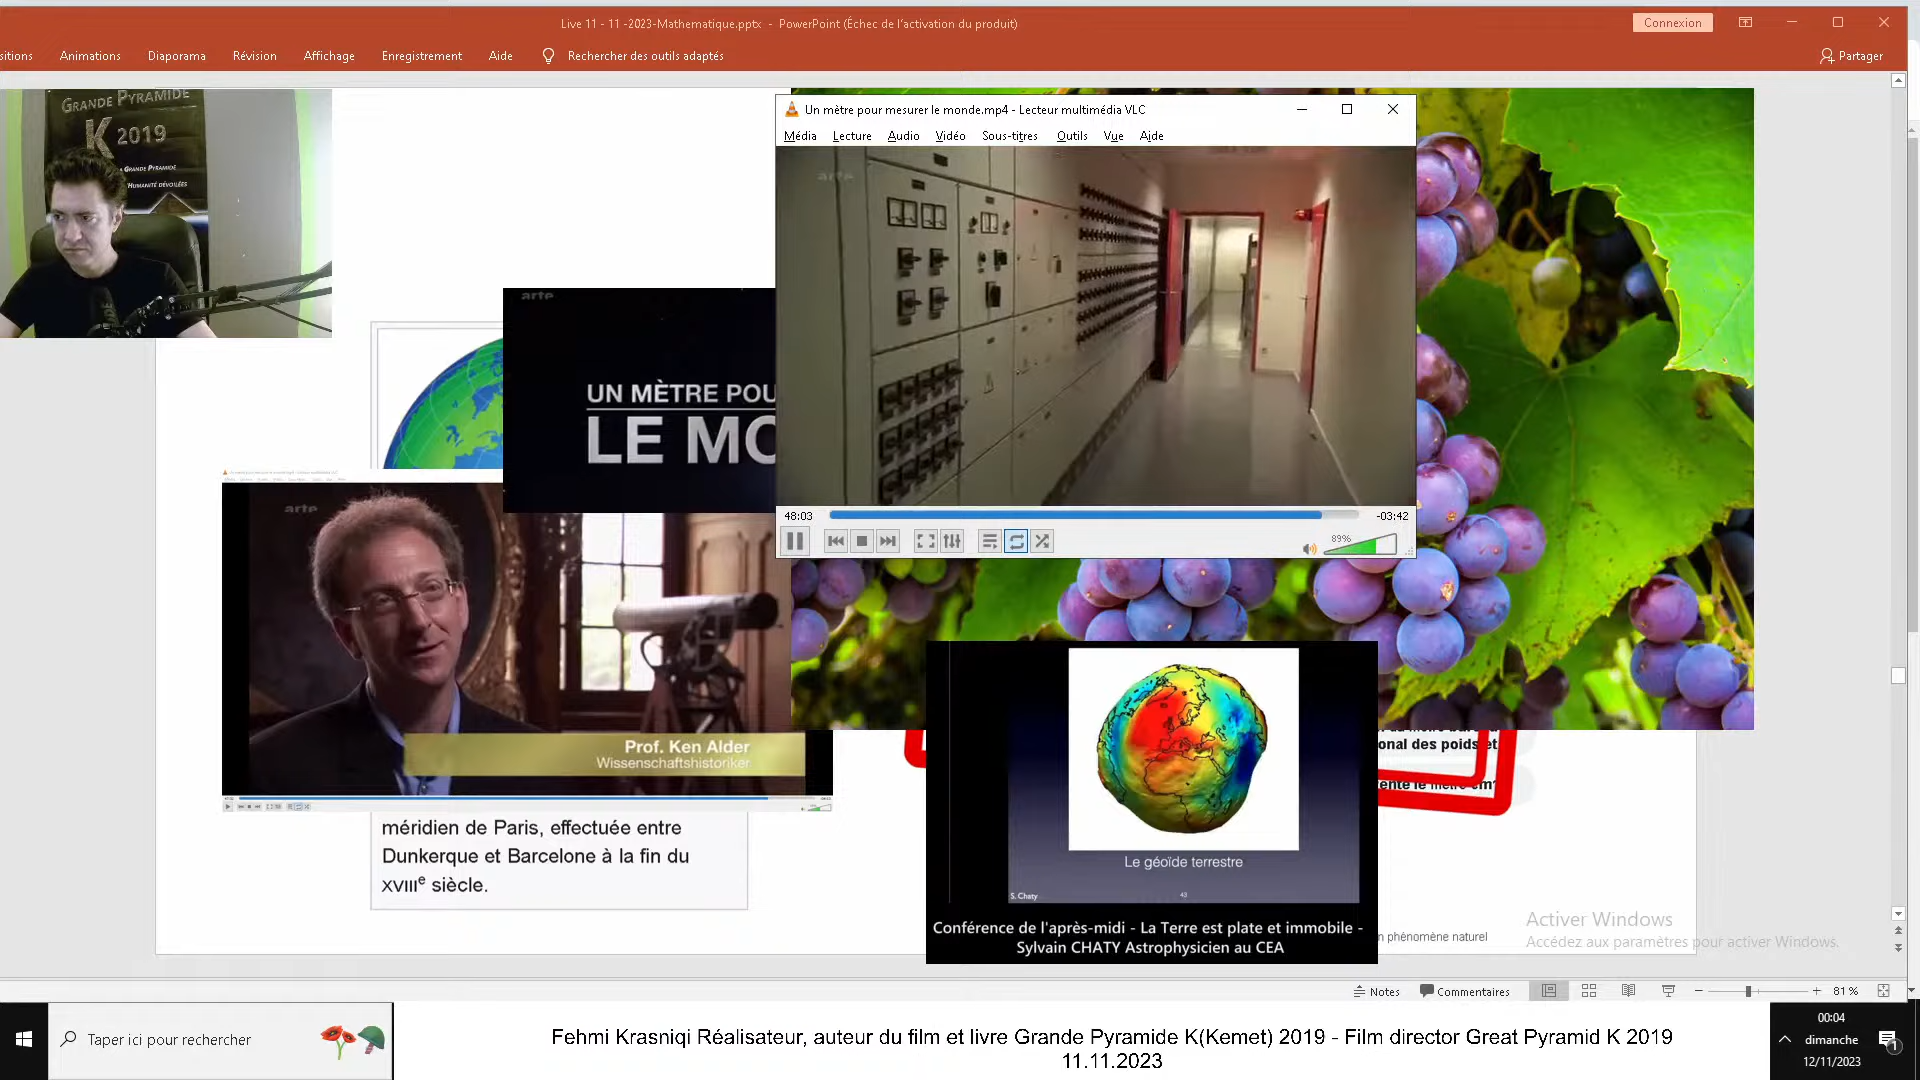 Live 11 - 11 -2023-Mathematique.pptx - PowerPoint (Échec de l'activation du produit)
Connexion
sitions Animations Diaporama Révision Affichage Enregistrement Aide Rechercher des outils adaptés
Partager
GRANDE PYRAMIDE
K 2019
GRANDE PYRAMIDE
HUMANITÉ DÉVOILÉES
Un mètre pour mesurer le monde.mp4 - Lecteur multimédia VLC
Média Lecture Audio Vidéo Sous-titres Outils Vue Aide
arte
48:03
-03:42
89%
arte
UN MÈTRE POU
LE MO
arte
Prof. Ken Alder
Wissenschaftshistoriker
méridien de Paris, effectuée entre
Dunkerque et Barcelone à la fin du
XVIIIe siècle.
onal des poids et
Le géoïde terrestre
S. Chaty
43
Conférence de l'après-midi - La Terre est plate et immobile -
Sylvain CHATY Astrophysicien au CEA
n phénomène naturel
Activer Windows
Accédez aux paramètres pour activer Windows.
Notes Commentaires
81 %
Taper ici pour rechercher
Fehmi Krasniqi Réalisateur, auteur du film et livre Grande Pyramide K(Kemet) 2019 - Film director Great Pyramid K 2019
11.11.2023
00:04
dimanche
12/11/2023
1